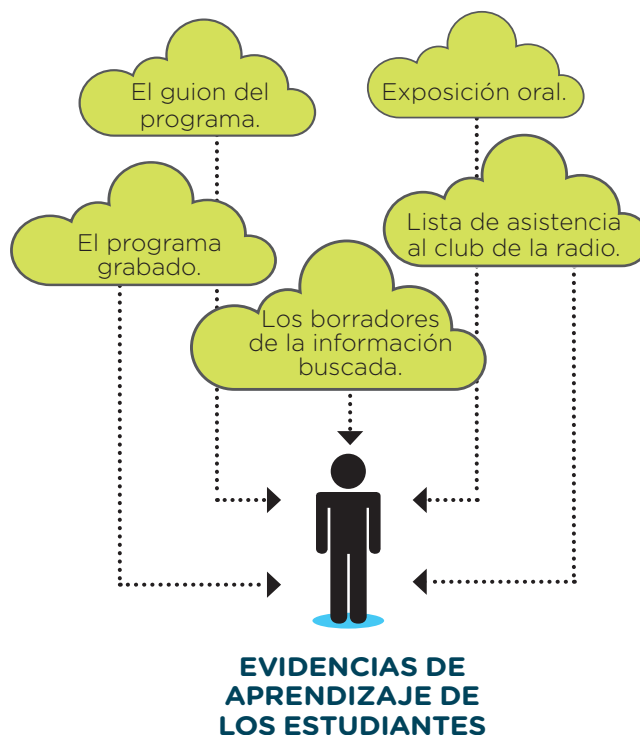 El guion del
programa.
Exposición oral.
El programa
grabado.
Lista de asistencia
al club de la radio.
Los borradores
de la información
buscada.
EVIDENCIAS DE
APRENDIZAJE DE
LOS ESTUDIANTES